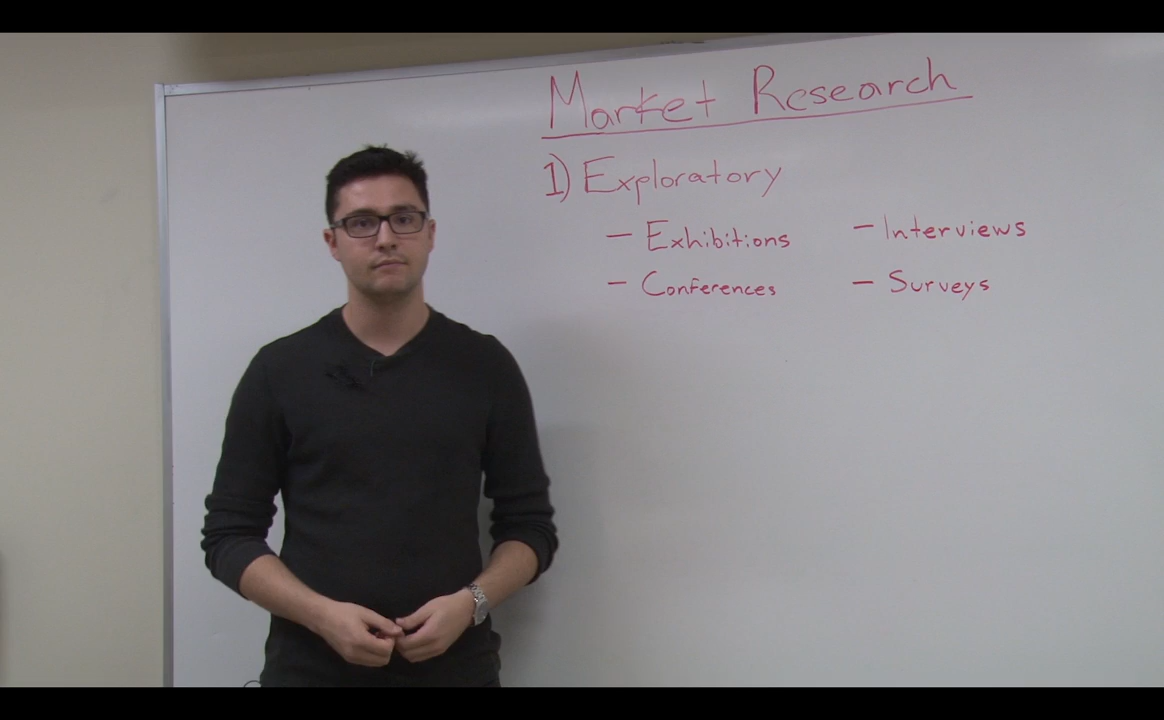 Market Research
1) Exploratory
- Exhibitions - Interviews
- Conferences - Surveys